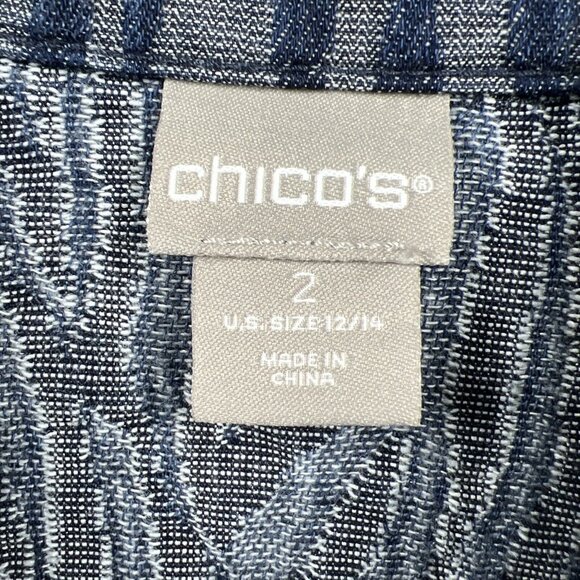 chico's®
2
U.S. SIZE 12/14
MADE IN
CHINA